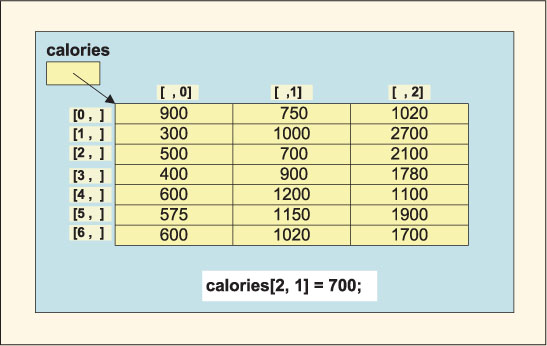 calories
[ , 0] [ ,1] [ , 2]
[0 , ] 900 750 1020
[1 , ] 300 1000 2700
[2 , ] 500 700 2100
[3 , ] 400 900 1780
[4 , ] 600 1200 1100
[5 , ] 575 1150 1900
[6 , ] 600 1020 1700
calories[2, 1] = 700;